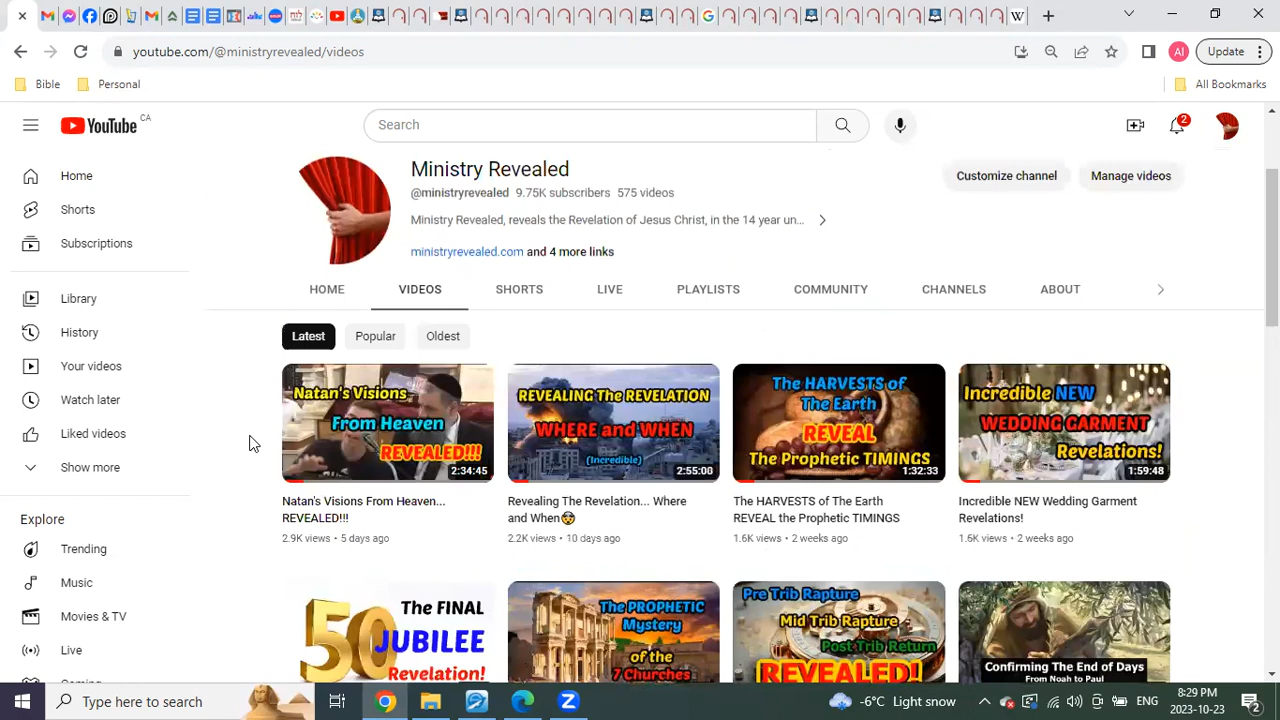 youtube.com/@ministryrevealed/videos
AI
Update
Bible
Personal
All Bookmarks
YouTube CA
Search
2
Home
Shorts
Subscriptions
Library
History
Your videos
Watch later
Liked videos
Show more
Explore
Trending
Music
Movies & TV
Live
Ministry Revealed
@ministryrevealed 9.75K subscribers 575 videos
Ministry Revealed, reveals the Revelation of Jesus Christ, in the 14 year un...
ministryrevealed.com and 4 more links
Customize channel
Manage videos
HOME
VIDEOS
SHORTS
LIVE
PLAYLISTS
COMMUNITY
CHANNELS
ABOUT
Latest
Popular
Oldest
Natan's Visions
From Heaven
REVEALED!!!
2:34:45
Natan's Visions From Heaven...
REVEALED!!!
2.9K views • 5 days ago
REVEALING The REVELATION
WHERE and WHEN
(Incredible)
2:55:00
Revealing The Revelation... Where
and When🤯
2.2K views • 10 days ago
The HARVESTS of
The Earth
REVEAL
The Prophetic TIMINGS
1:32:33
The HARVESTS of The Earth
REVEAL the Prophetic TIMINGS
1.6K views • 2 weeks ago
Incredible NEW
WEDDING GARMENT
Revelations!
1:59:48
Incredible NEW Wedding Garment
Revelations!
1.6K views • 2 weeks ago
50
The FINAL
JUBILEE
Revelation!
The PROPHETIC
Mystery
of the
7 Churches
Pre Trib Rapture
Mid Trib Rapture
Post Trib Return
REVEALED!
Confirming The End of Days
From Noah to Paul
Type here to search
-6°C Light snow
ENG
8:29 PM
2023-10-23
2